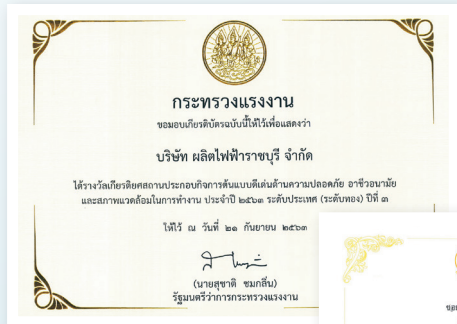 กระทรวงแรงงาน
ขอมอบเกียรติบัตรฉบับนี้ให้ไว้เพื่อแสดงว่า
บริษัท ผลิตไฟฟ้าราชบุรี จำกัด
ได้รางวัลเกียรติยศสถานประกอบกิจการต้นแบบดีเด่นด้านความปลอดภัย อาชีวอนามัย
และสภาพแวดล้อมในการทำงาน ประจำปี ๒๕๖๓ ระดับประเทศ (ระดับทอง) ปีที่ ๓
ให้ไว้ ณ วันที่ ๒๑ กันยายน ๒๕๖๓
(นายสุชาติ ชมกลิ่น)
รัฐมนตรีว่าการกระทรวงแรงงาน